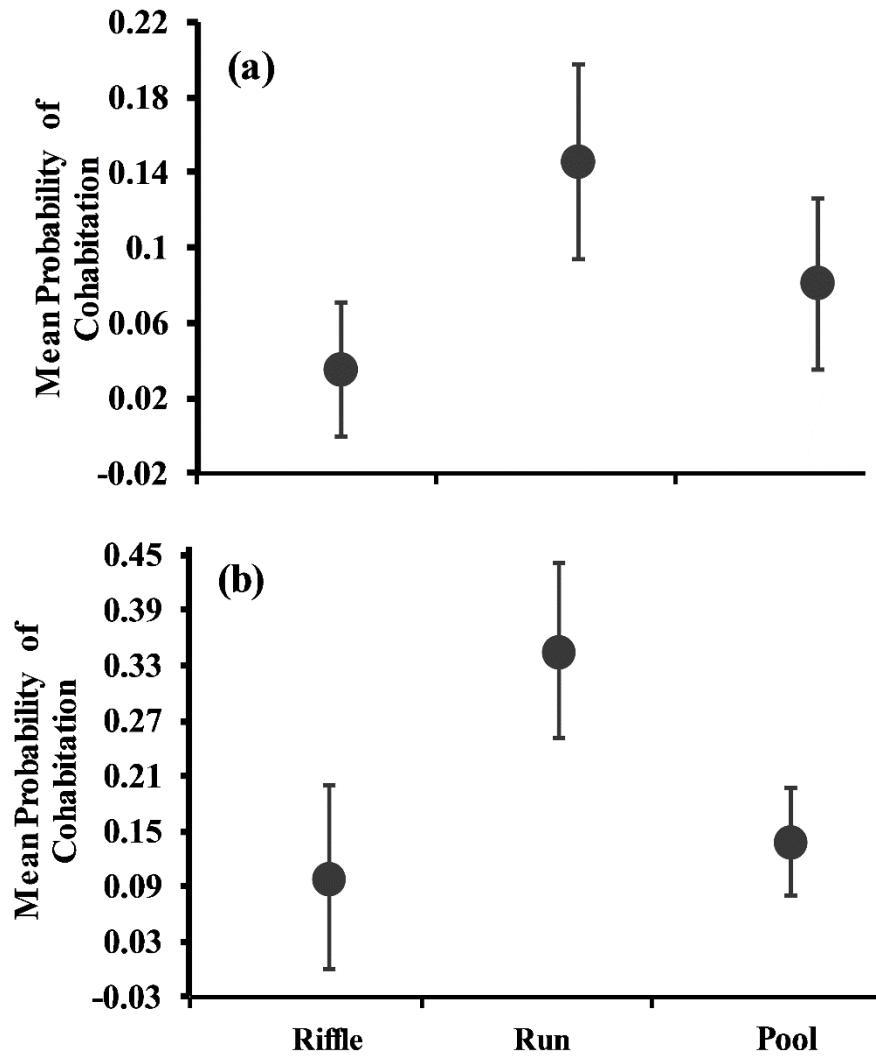 Mean Probability of
Cohabitation
(a)
0.22
0.18
0.14
0.1
0.06
0.02
-0.02
Mean Probability of
Cohabitation
(b)
0.45
0.39
0.33
0.27
0.21
0.15
0.09
0.03
-0.03
Riffle Run Pool